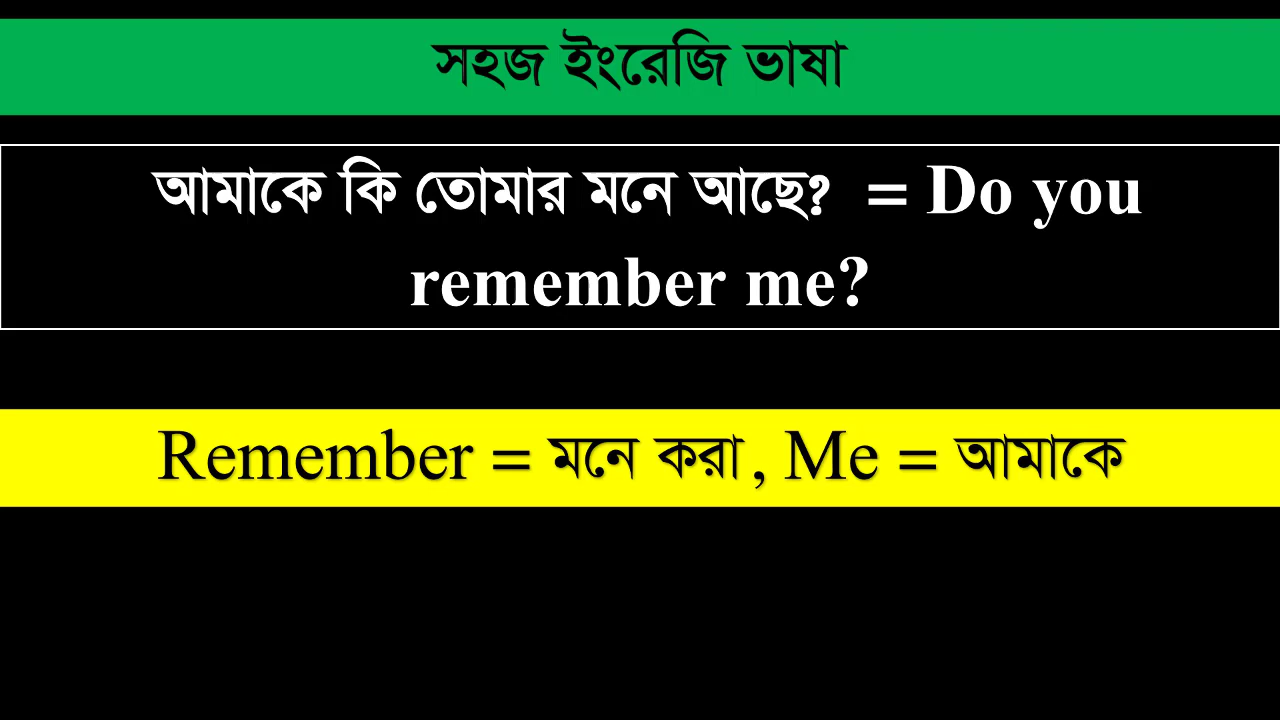 সহজ ইংরেজি ভাষা
আমাকে কি তোমার মনে আছে? = Do you
remember me?
Remember = মনে করা, Me = আমাকে